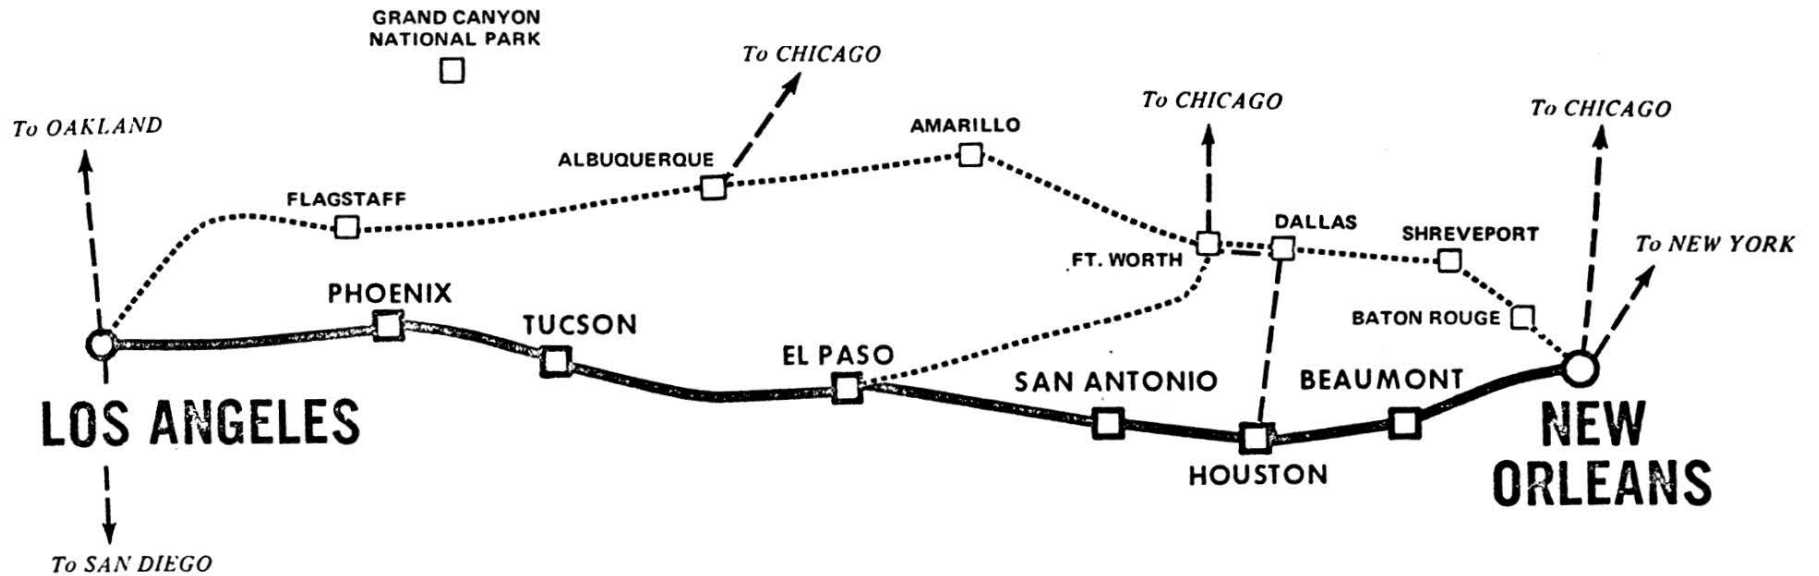 GRAND CANYON
NATIONAL PARK
To CHICAGO
To CHICAGO
To CHICAGO
To OAKLAND
AMARILLO
ALBUQUERQUE
FLAGSTAFF
DALLAS
SHREVEPORT
To NEW YORK
FT. WORTH
PHOENIX
TUCSON
BATON ROUGE
EL PASO
SAN ANTONIO
BEAUMONT
LOS ANGELES
NEW
ORLEANS
HOUSTON
To SAN DIEGO